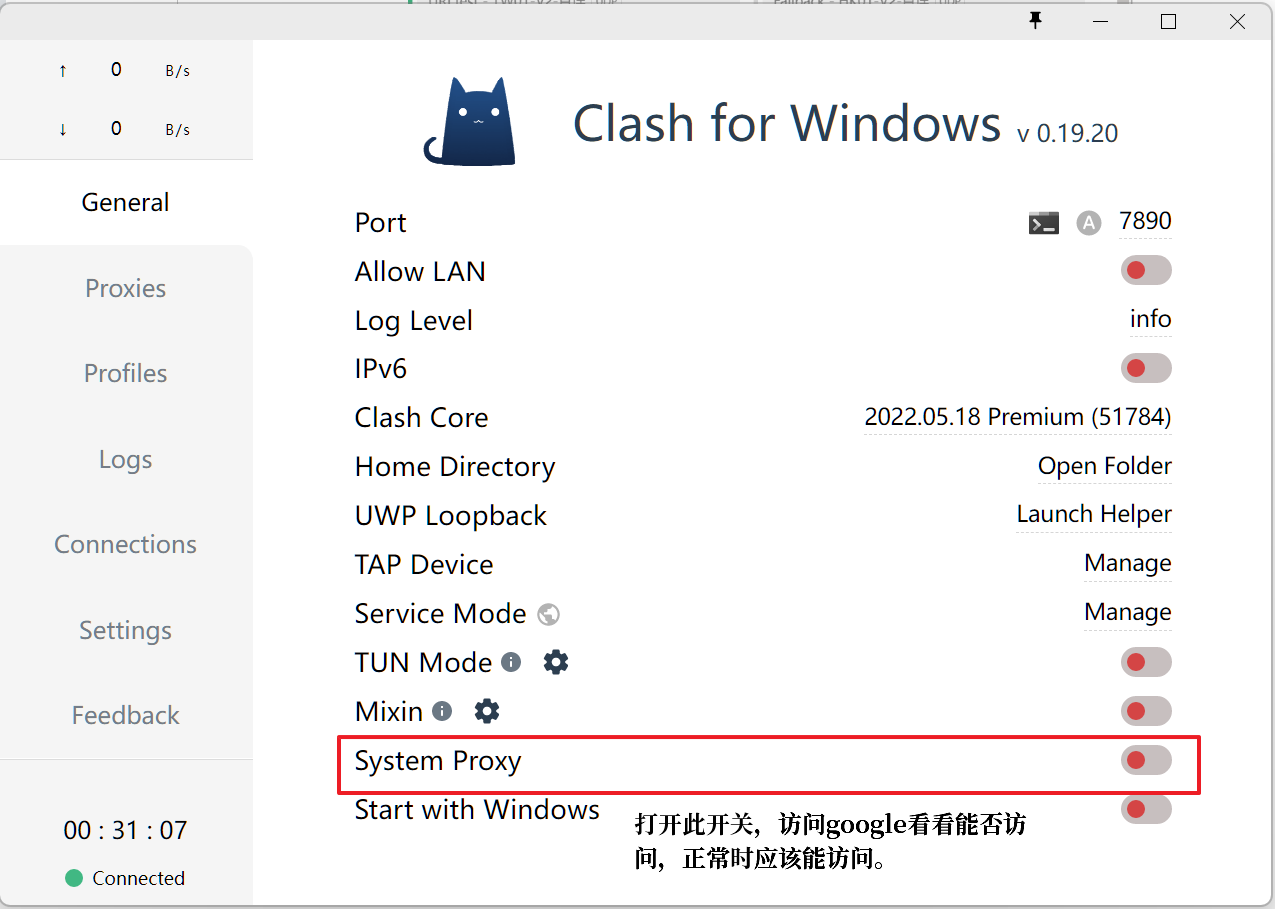 ↑ 0 B/s
↓ 0 B/s
General
Proxies
Profiles
Logs
Connections
Settings
Feedback
00 : 31 : 07
Connected
Clash for Windows v 0.19.20
Port A 7890
Allow LAN
Log Level info
IPv6
Clash Core 2022.05.18 Premium (51784)
Home Directory Open Folder
UWP Loopback Launch Helper
TAP Device Manage
Service Mode Manage
TUN Mode
Mixin
System Proxy
Start with Windows
打开此开关，访问google看看能否访
问，正常时应该能访问。